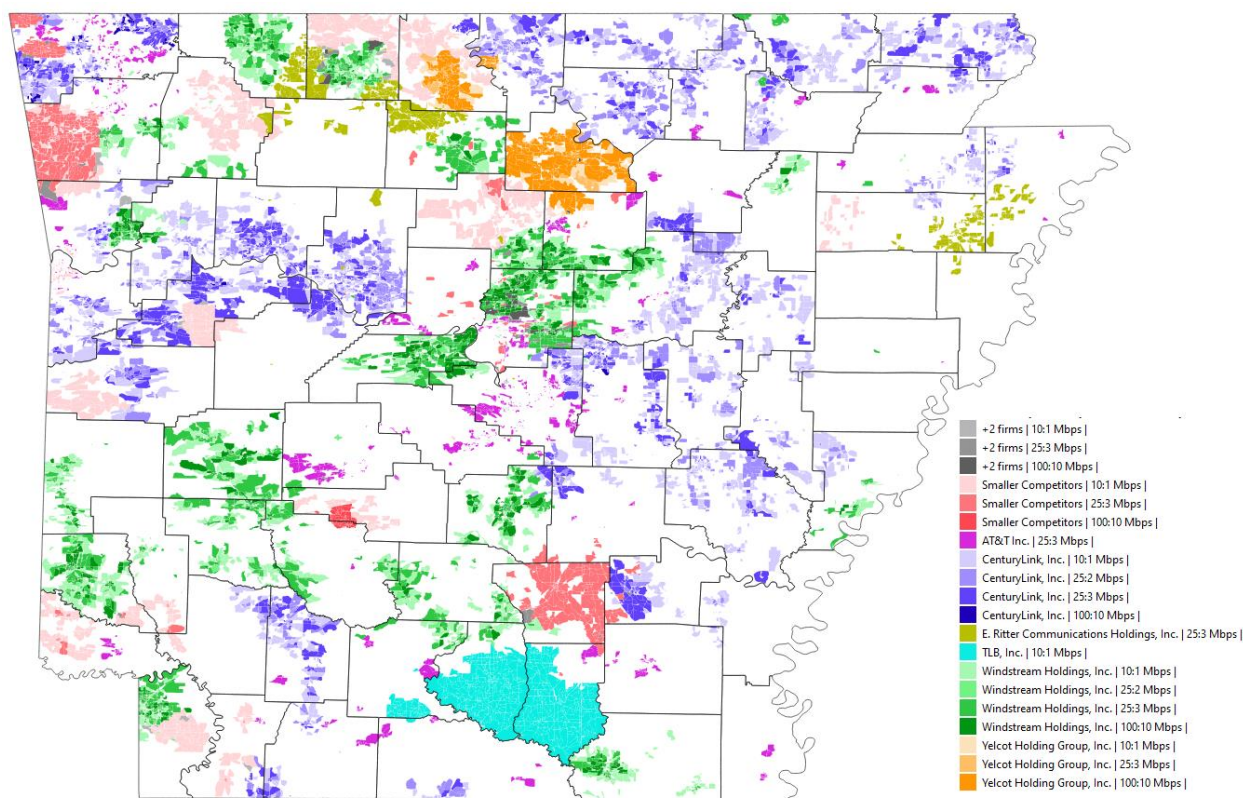 +2 firms | 10:1 Mbps |
+2 firms | 25:3 Mbps |
+2 firms | 100:10 Mbps |
Smaller Competitors | 10:1 Mbps |
Smaller Competitors | 25:3 Mbps |
Smaller Competitors | 100:10 Mbps |
AT&T Inc. | 25:3 Mbps |
CenturyLink, Inc. | 10:1 Mbps |
CenturyLink, Inc. | 25:2 Mbps |
CenturyLink, Inc. | 25:3 Mbps |
CenturyLink, Inc. | 100:10 Mbps |
E. Ritter Communications Holdings, Inc. | 25:3 Mbps |
TLB, Inc. | 10:1 Mbps |
Windstream Holdings, Inc. | 10:1 Mbps |
Windstream Holdings, Inc. | 25:2 Mbps |
Windstream Holdings, Inc. | 25:3 Mbps |
Windstream Holdings, Inc. | 100:10 Mbps |
Yelcot Holding Group, Inc. | 10:1 Mbps |
Yelcot Holding Group, Inc. | 25:3 Mbps |
Yelcot Holding Group, Inc. | 100:10 Mbps |